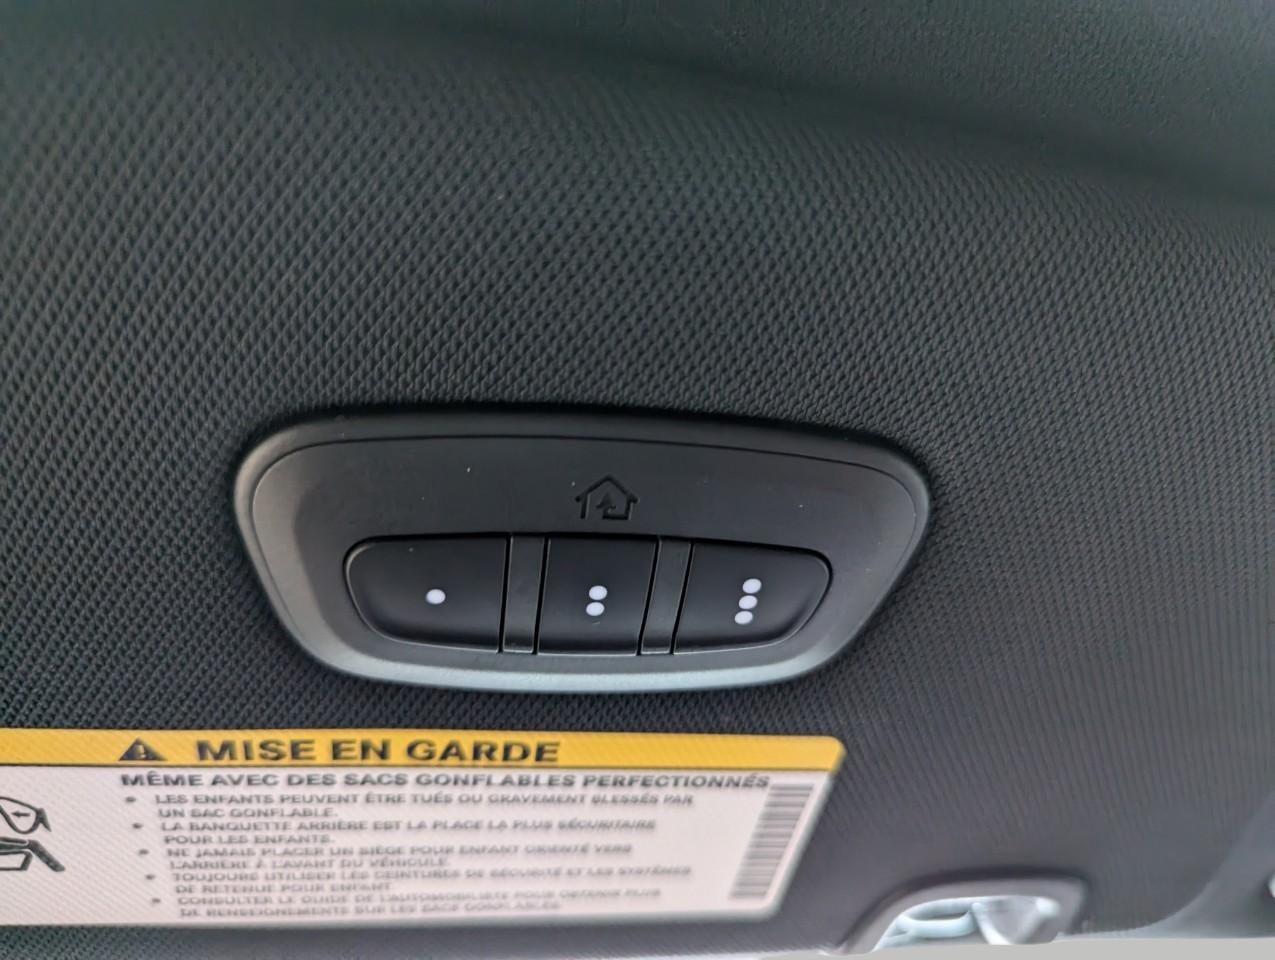 MISE EN GARDE
MÊME AVEC DES SACS GONFLABLES PERFECTIONNÉS
• LES ENFANTS PEUVENT ÊTRE TUÉS OU GRAVEMENT BLESSÉS PAR
UN SAC GONFLABLE.
• LA BANQUETTE ARRIÈRE EST LA PLACE LA PLUS SÉCURITAIRE
POUR LES ENFANTS.
• NE JAMAIS PLACER UN SIÈGE POUR ENFANT ORIENTÉ VERS
L'ARRIÈRE À L'AVANT DU VÉHICULE.
• TOUJOURS UTILISER LES CEINTURES DE SÉCURITÉ ET LES SYSTÈMES
DE RETENUE POUR ENFANT.
• CONSULTER LE GUIDE DE L'AUTOMOBILISTE POUR OBTENIR PLUS
DE RENSEIGNEMENTS SUR LES SACS GONFLABLES.